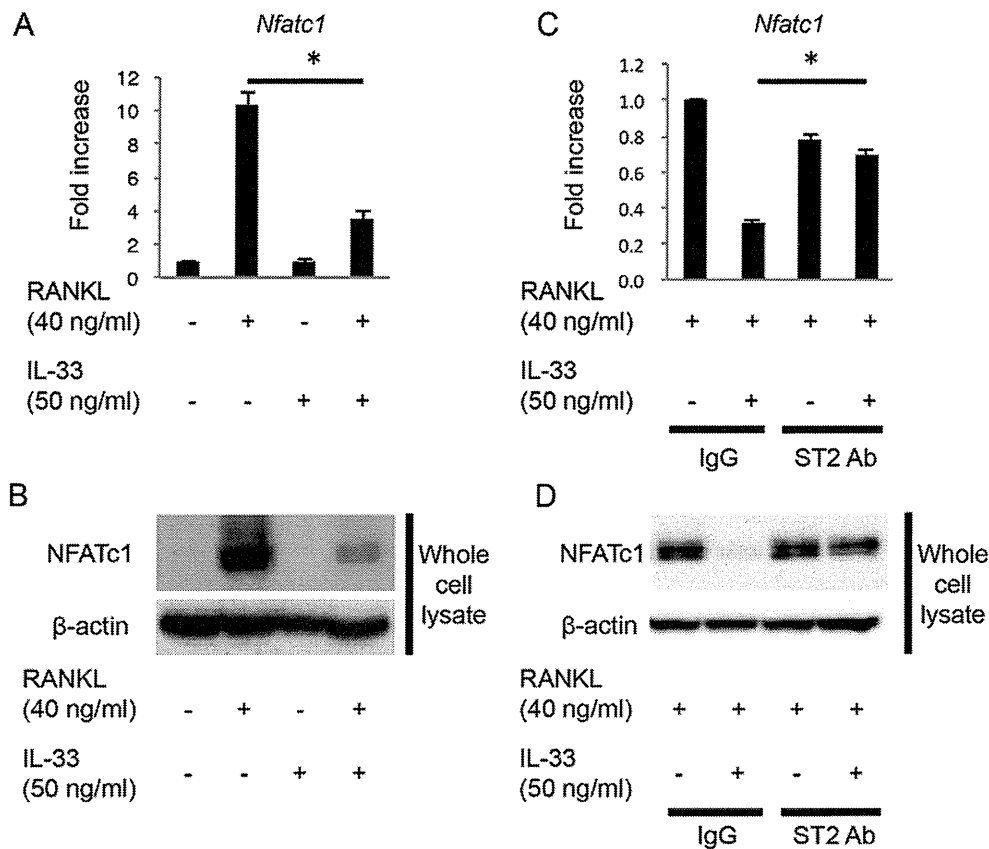 A
Nfatc1
*
Fold increase
12
10
8
6
4
2
0
RANKL
(40 ng/ml) - + - +
IL-33
(50 ng/ml) - - + +
C
Nfatc1
*
Fold increase
1.2
1.0
0.8
0.6
0.4
0.2
0.0
RANKL
(40 ng/ml) + + + +
IL-33
(50 ng/ml) - + - +
IgG ST2 Ab
B
NFATc1
β-actin
Whole
cell
lysate
RANKL
(40 ng/ml) - + - +
IL-33
(50 ng/ml) - - + +
D
NFATc1
β-actin
Whole
cell
lysate
RANKL
(40 ng/ml) + + + +
IL-33
(50 ng/ml) - + - +
IgG ST2 Ab